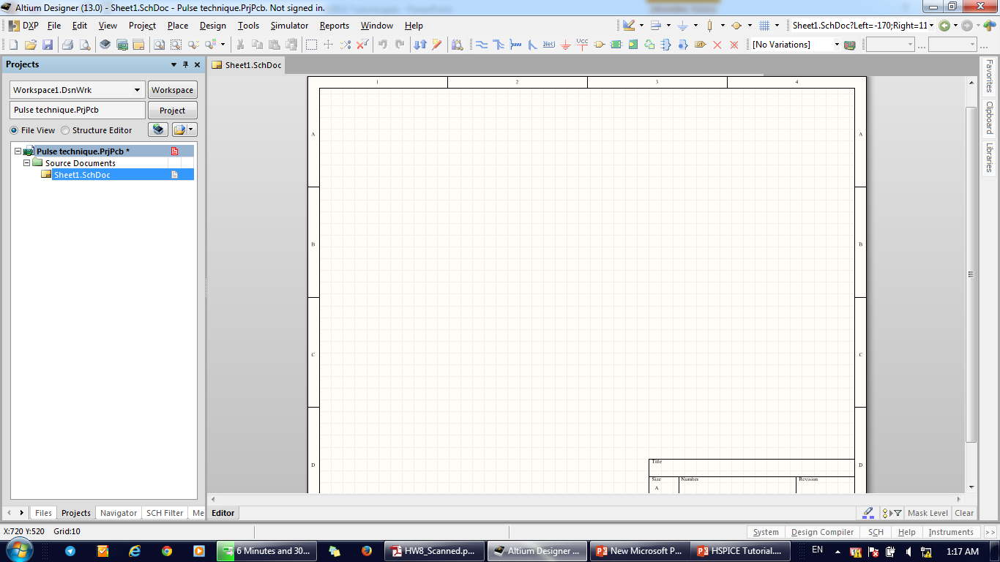 Altium Designer (13.0) - Sheet1.SchDoc - Pulse technique.PrjPcb. Not signed in.
DXP File Edit View Project Place Design Tools Simulator Reports Window Help
Sheet1.SchDoc?Left=-170;Right=11
Net1 Vcc [No Variations] ... ...
Projects
Sheet1.SchDoc
Workspace1.DsnWrk Workspace
Pulse technique.PrjPcb Project
File View Structure Editor
Pulse technique.PrjPcb *
Source Documents
Sheet1.SchDoc
1 2 3 4
A A
B B
C C
D D
Title
Size Number Revision
A
Favorites
Clipboard
Libraries
Files Projects Navigator SCH Filter Me
Editor
Mask Level Clear
X:720 Y:520 Grid:10
System Design Compiler SCH Help Instruments >>
6 Minutes and 30... HW8_Scanned.p... Altium Designer ... New Microsoft P... HSPICE Tutorial.... EN 1:17 AM